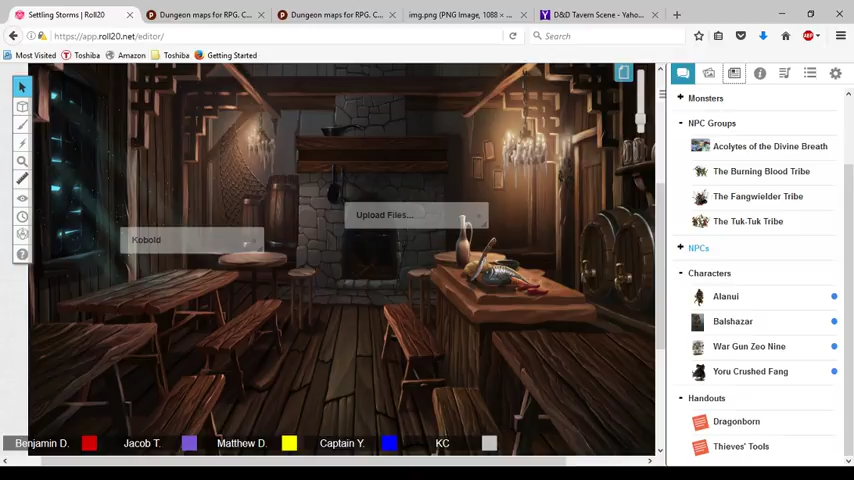 Settling Storms | Roll20
Dungeon maps for RPG. C...
Dungeon maps for RPG. C...
img.png (PNG Image, 1088 × ...
D&D Tavern Scene - Yahoo...
https://app.roll20.net/editor/
Search
ABP
Most Visited
Toshiba
Amazon
Toshiba
Getting Started
Monsters
NPC Groups
Acolytes of the Divine Breath
The Burning Blood Tribe
The Fangwielder Tribe
The Tuk-Tuk Tribe
NPCs
Characters
Alanui
Balshazar
War Gun Zeo Nine
Yoru Crushed Fang
Handouts
Dragonborn
Thieves' Tools
Upload Files...
Kobold
Benjamin D.
Jacob T.
Matthew D.
Captain Y.
KC